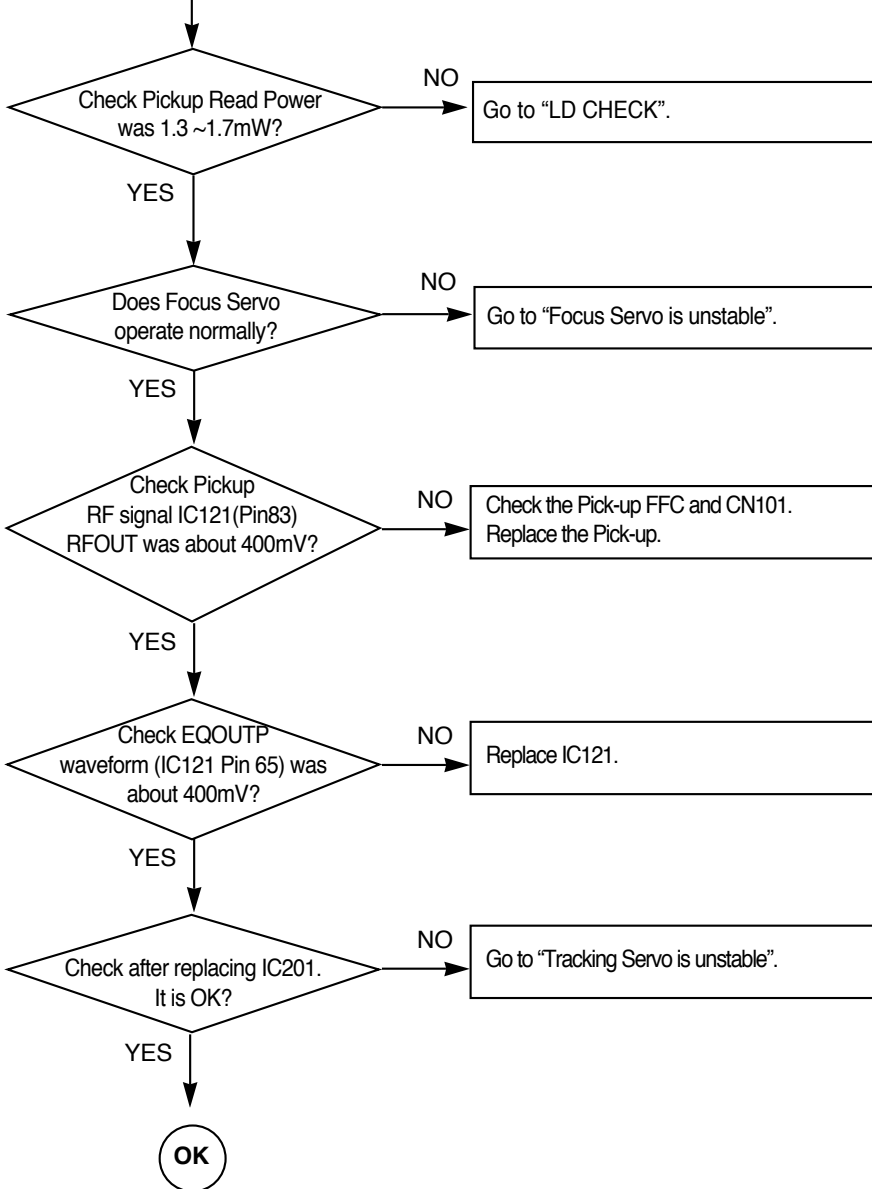 Check Pickup Read Power
was 1.3 ~1.7mW?
NO
Go to “LD CHECK”.
YES
Does Focus Servo
operate normally?
NO
Go to “Focus Servo is unstable”.
YES
Check Pickup
RF signal IC121(Pin83)
RFOUT was about 400mV?
NO
Check the Pick-up FFC and CN101.
Replace the Pick-up.
YES
Check EQOUTP
waveform (IC121 Pin 65) was
about 400mV?
NO
Replace IC121.
YES
Check after replacing IC201.
It is OK?
NO
Go to “Tracking Servo is unstable”.
YES
OK